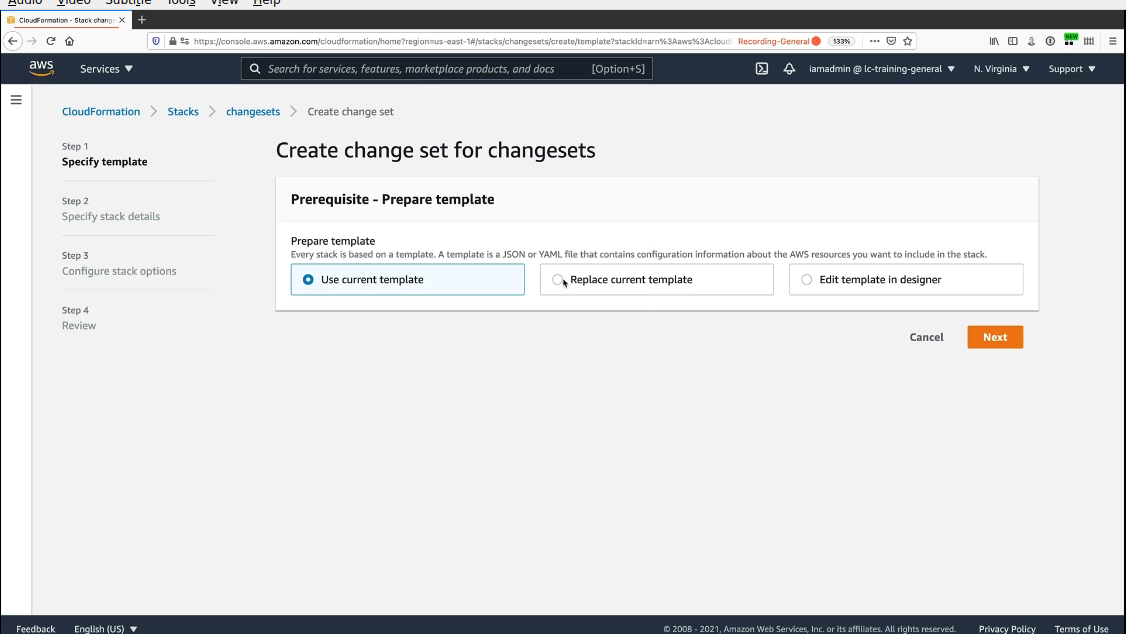 Audio Video Subtitle Tools View Help
CloudFormation - Stack chang
https://console.aws.amazon.com/cloudformation/home?region=us-east-1#/stacks/changesets/create/template?stackId=arn%3Aaws%3Acloud Recording-General 133% NEW
aws Services Search for services, features, marketplace products, and docs [Option+S] iamadmin @ lc-training-general N. Virginia Support
CloudFormation Stacks changesets Create change set
Step 1
Specify template
Step 2
Specify stack details
Step 3
Configure stack options
Step 4
Review
Create change set for changesets
Prerequisite - Prepare template
Prepare template
Every stack is based on a template. A template is a JSON or YAML file that contains configuration information about the AWS resources you want to include in the stack.
Use current template Replace current template Edit template in designer
Cancel Next
Feedback English (US) © 2008 - 2021, Amazon Web Services, Inc. or its affiliates. All rights reserved. Privacy Policy Terms of Use